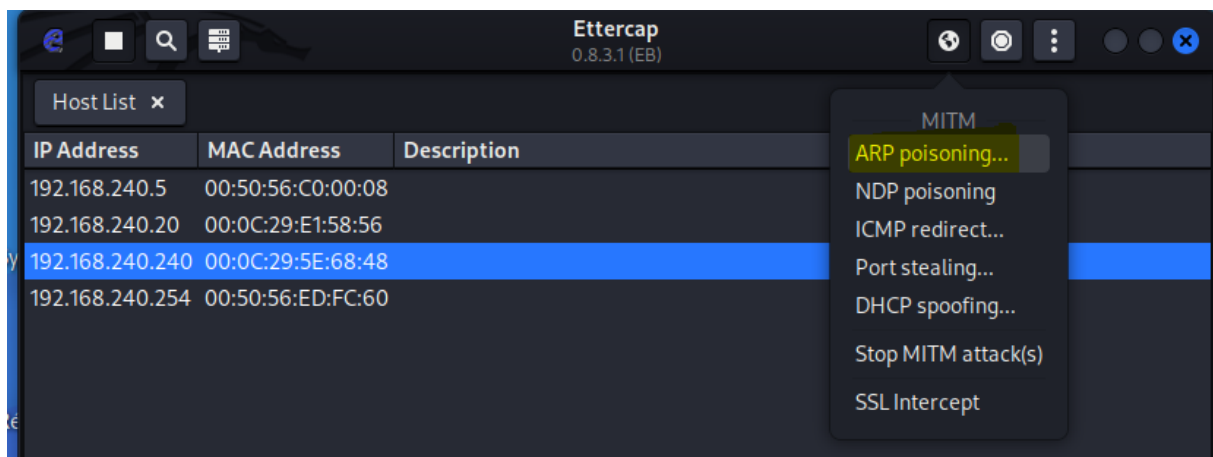 Ettercap
0.8.3.1 (EB)
Host List ×
IP Address MAC Address Description
192.168.240.5 00:50:56:C0:00:08
192.168.240.20 00:0C:29:E1:58:56
192.168.240.240 00:0C:29:5E:68:48
192.168.240.254 00:50:56:ED:FC:60
MITM
ARP poisoning...
NDP poisoning
ICMP redirect...
Port stealing...
DHCP spoofing...
Stop MITM attack(s)
SSL Intercept